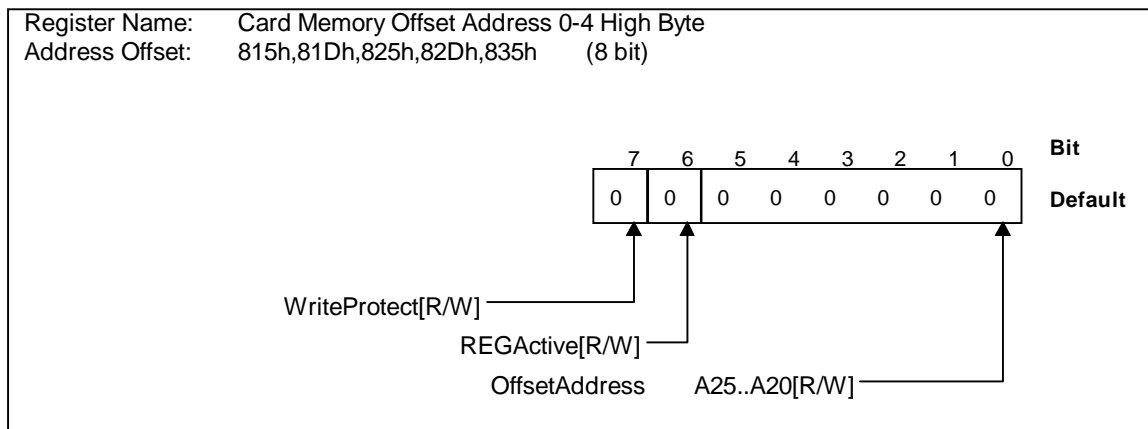 Register Name: Card Memory Offset Address 0-4 High Byte
Address Offset: 815h,81Dh,825h,82Dh,835h (8 bit)
7 6 5 4 3 2 1 0 Bit
0 0 0 0 0 0 0 0 Default
WriteProtect[R/W]
REGActive[R/W]
OffsetAddress A25..A20[R/W]